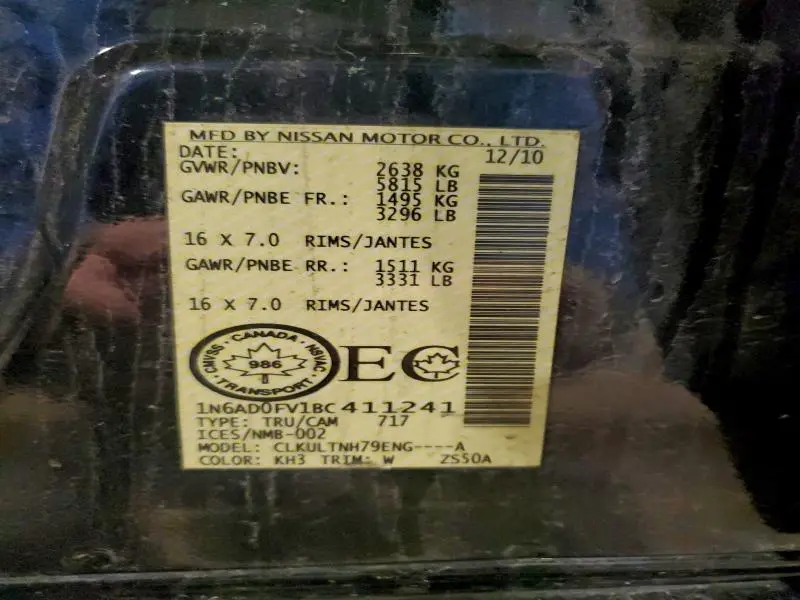 MFD BY NISSAN MOTOR CO., LTD.
DATE: 12/10
GVWR/PNBV: 2638 KG
5815 LB
GAWR/PNBE FR.: 1495 KG
3296 LB
16 X 7.0 RIMS/JANTES
GAWR/PNBE RR.: 1511 KG
3331 LB
16 X 7.0 RIMS/JANTES
CMVSS · CANADA · NSVAC
986
· TRANSPORT ·
EC
1N6AD0FV1BC 411241
TYPE: TRU/CAM 717
ICES/NMB-002
MODEL: CLKULTNH79ENG----A
COLOR: KH3 TRIM: W ZS50A